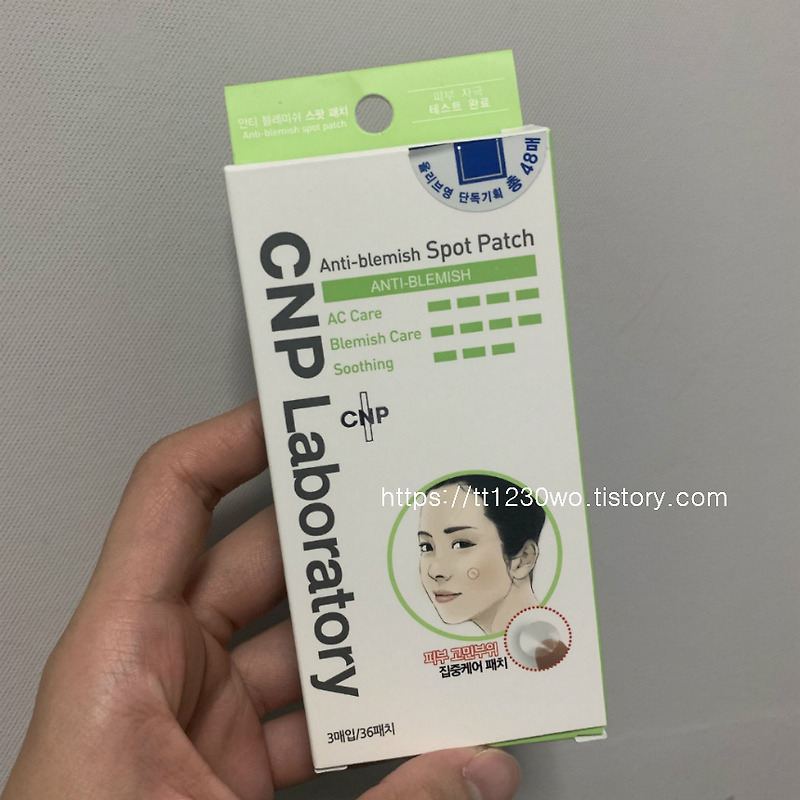 안티 블레미쉬 스팟 패치
Anti-blemish spot patch
피부 자극
테스트 완료
올리브영 단독기획 총 48매
CNP Laboratory
Anti-blemish Spot Patch
ANTI-BLEMISH
AC Care
Blemish Care
Soothing
CNP
https://tt1230wo.tistory.com
피부 고민부위
집중케어 패치
3매입/36패치